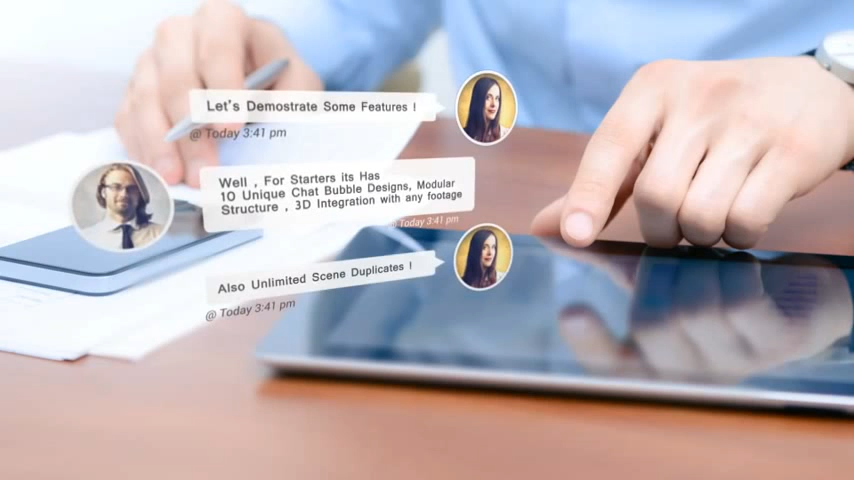 Let's Demostrate Some Features !
@ Today 3:41 pm
Well , For Starters its Has
10 Unique Chat Bubble Designs, Modular
Structure , 3D Integration with any footage
@ Today 3:41 pm
Also Unlimited Scene Duplicates !
@ Today 3:41 pm